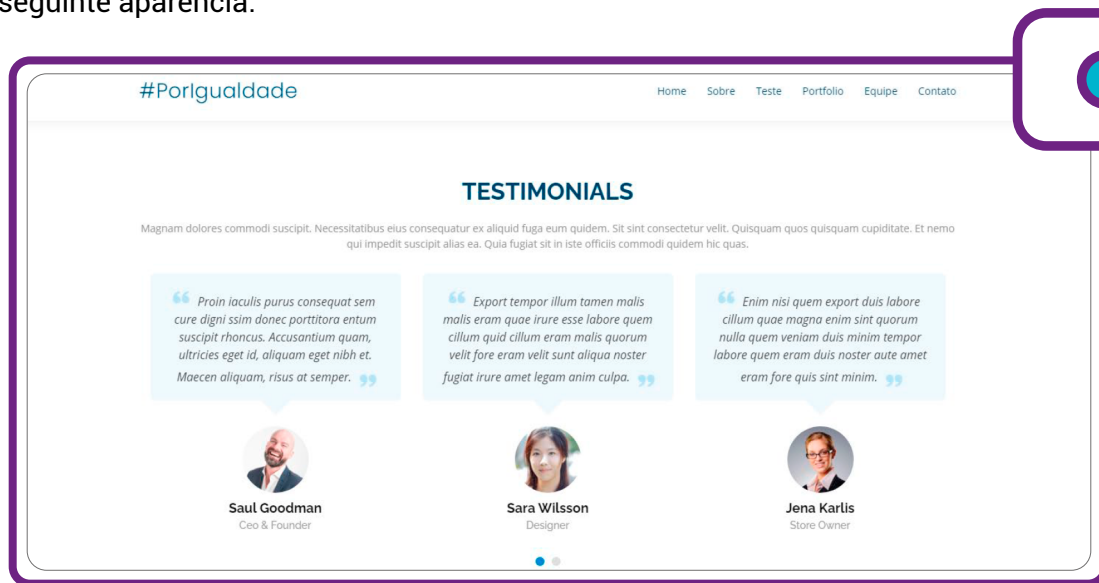 seguinte aparência:
#PorIgualdade
Home Sobre Teste Portfolio Equipe Contato
TESTIMONIALS
Magnam dolores commodi suscipit. Necessitatibus eius consequatur ex aliquid fuga eum quidem. Sit sint consectetur velit. Quisquam quos quisquam cupiditate. Et nemo
qui impedit suscipit alias ea. Quia fugiat sit in iste officiis commodi quidem hic quas.
“ Proin iaculis purus consequat sem
cure digni ssim donec porttitora entum
suscipit rhoncus. Accusantium quam,
ultricies eget id, aliquam eget nibh et.
Maecen aliquam, risus at semper. ”
Saul Goodman
Ceo & Founder
“ Export tempor illum tamen malis
malis eram quae irure esse labore quem
cillum quid cillum eram malis quorum
velit fore eram velit sunt aliqua noster
fugiat irure amet legam anim culpa. ”
Sara Wilsson
Designer
“ Enim nisi quem export duis labore
cillum quae magna enim sint quorum
nulla quem veniam duis minim tempor
labore quem eram duis noster aute amet
eram fore quis sint minim. ”
Jena Karlis
Store Owner